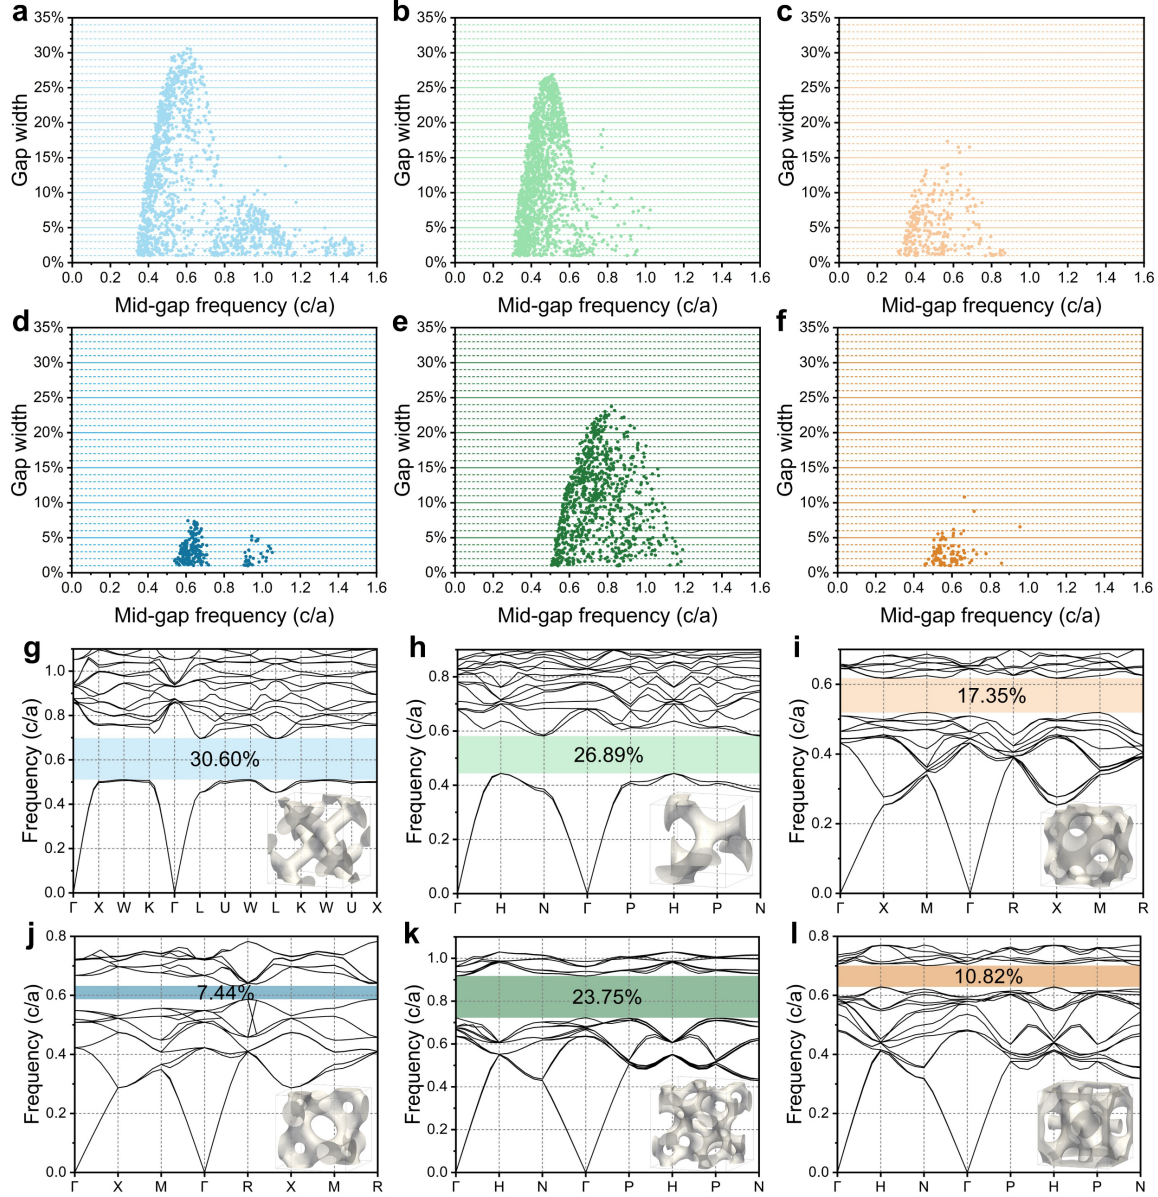 a
b
c
35%
30%
25%
20%
15%
10%
5%
0%
Gap width
0.0 0.2 0.4 0.6 0.8 1.0 1.2 1.4 1.6
Mid-gap frequency (c/a)
35%
30%
25%
20%
15%
10%
5%
0%
Gap width
0.0 0.2 0.4 0.6 0.8 1.0 1.2 1.4 1.6
Mid-gap frequency (c/a)
35%
30%
25%
20%
15%
10%
5%
0%
Gap width
0.0 0.2 0.4 0.6 0.8 1.0 1.2 1.4 1.6
Mid-gap frequency (c/a)
d
e
f
35%
30%
25%
20%
15%
10%
5%
0%
Gap width
0.0 0.2 0.4 0.6 0.8 1.0 1.2 1.4 1.6
Mid-gap frequency (c/a)
35%
30%
25%
20%
15%
10%
5%
0%
Gap width
0.0 0.2 0.4 0.6 0.8 1.0 1.2 1.4 1.6
Mid-gap frequency (c/a)
35%
30%
25%
20%
15%
10%
5%
0%
Gap width
0.0 0.2 0.4 0.6 0.8 1.0 1.2 1.4 1.6
Mid-gap frequency (c/a)
g
1.0
0.8
0.6
0.4
0.2
0.0
Frequency (c/a)
30.60%
Γ X W K Γ L U W L K W U X
h
0.8
0.6
0.4
0.2
0.0
Frequency (c/a)
26.89%
Γ H N Γ P H P N
i
0.6
0.4
0.2
0.0
Frequency (c/a)
17.35%
Γ X M Γ R X M R
j
0.8
0.6
0.4
0.2
0.0
Frequency (c/a)
7.44%
Γ X M Γ R X M R
k
1.0
0.8
0.6
0.4
0.2
0.0
Frequency (c/a)
23.75%
Γ H N Γ P H P N
l
0.8
0.6
0.4
0.2
0.0
Frequency (c/a)
10.82%
Γ H N Γ P H P N